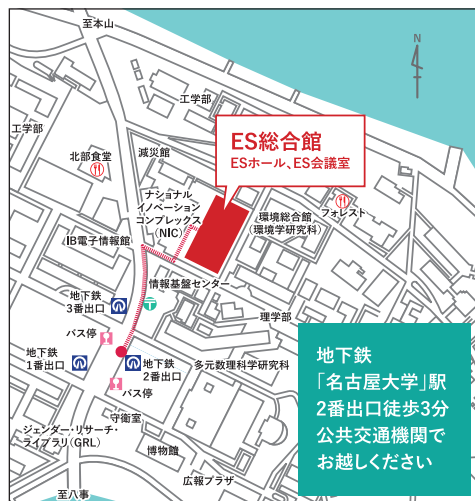 至本山
N
工学部
工学部
減災館
北部食堂
ES総合館
ESホール、ES会議室
ナショナル
イノベーション
コンプレックス
(NIC)
フォレスト
環境総合館
(環境学研究科)
IB電子情報館
情報基盤センター
地下鉄
3番出口
理学部
バス停
地下鉄
1番出口
地下鉄
2番出口
多元数理科学研究科
バス停
守衛室
ジェンダー・リサーチ・
ライブラリ(GRL)
博物館
広報プラザ
至八事
地下鉄
「名古屋大学」駅
2番出口徒歩3分
公共交通機関で
お越しください